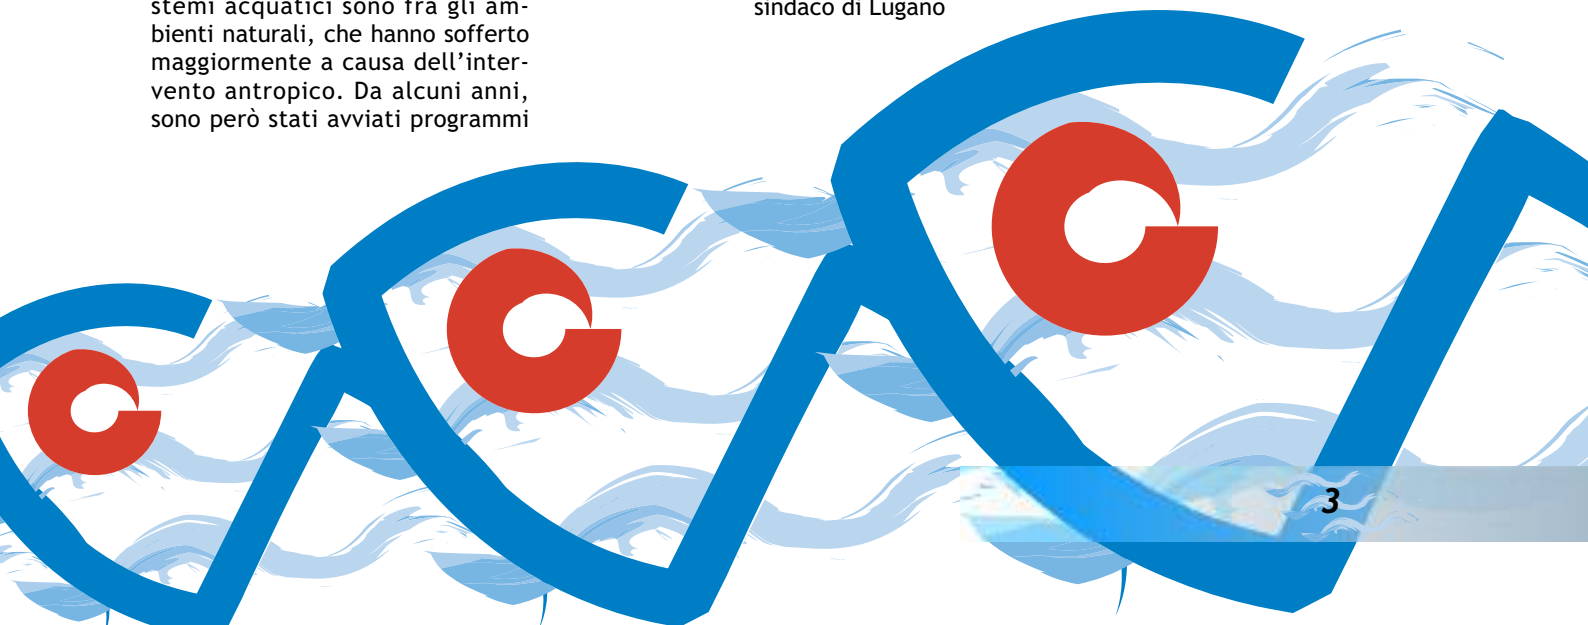 stemi acquatici sono fra gli am-
bienti naturali, che hanno sofferto
maggiormente a causa dell’inter-
vento antropico. Da alcuni anni,
sono però stati avviati programmi
sindaco di Lugano
3